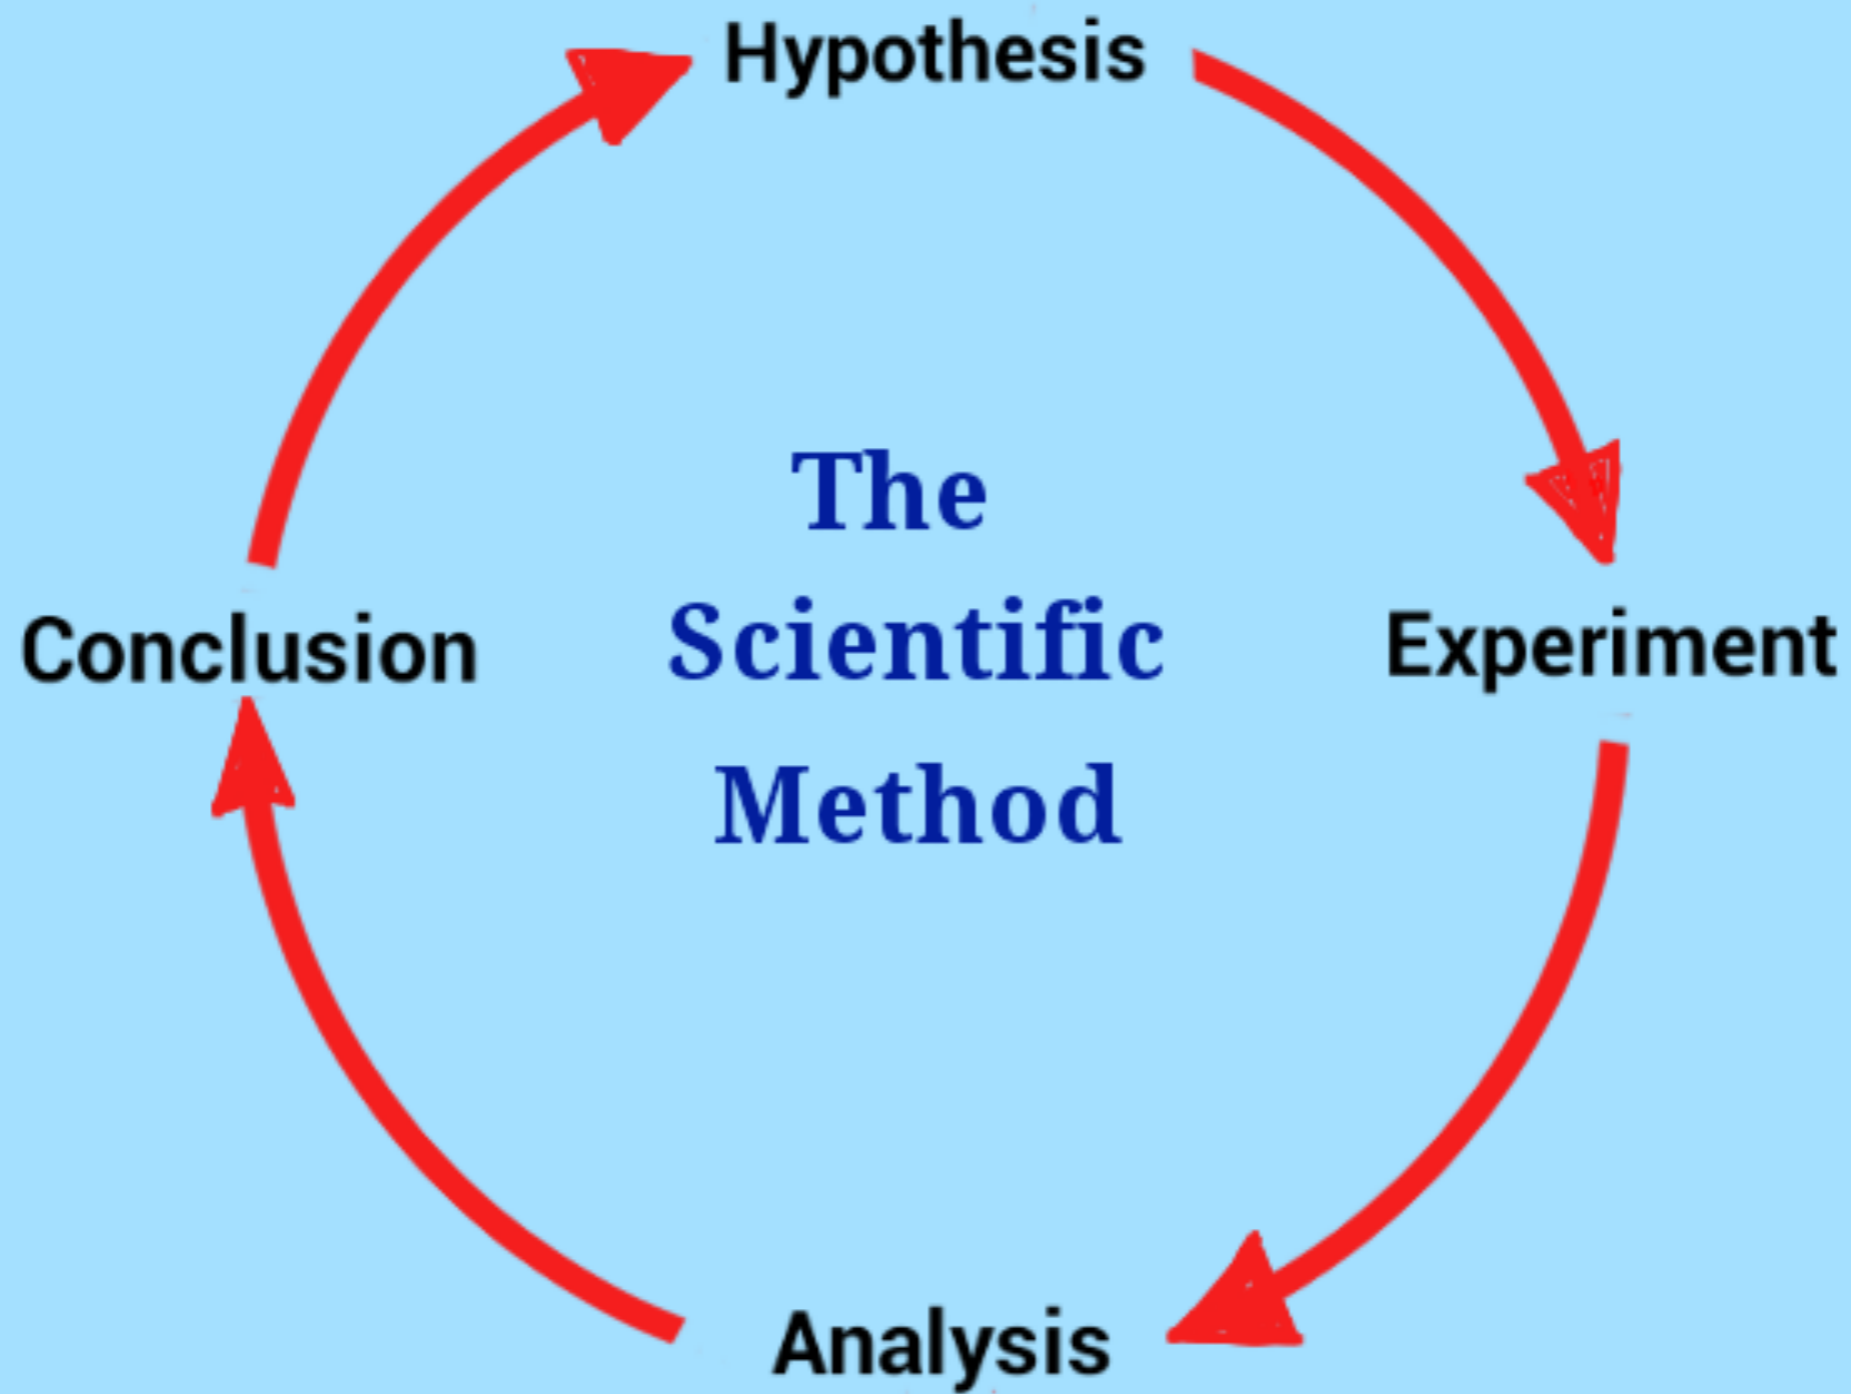 Hypothesis
The
Scientific
Method
Conclusion
Experiment
Analysis